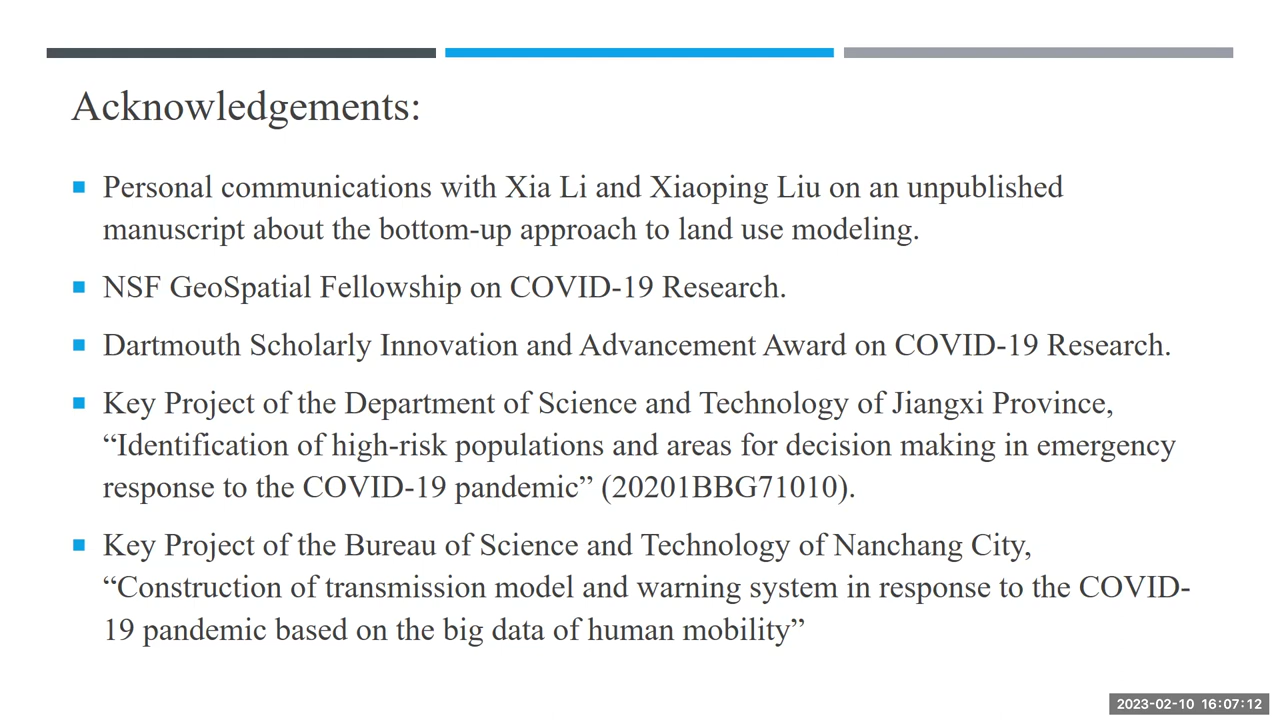 Acknowledgements:
Personal communications with Xia Li and Xiaoping Liu on an unpublished
manuscript about the bottom-up approach to land use modeling.
NSF GeoSpatial Fellowship on COVID-19 Research.
Dartmouth Scholarly Innovation and Advancement Award on COVID-19 Research.
Key Project of the Department of Science and Technology of Jiangxi Province,
“Identification of high-risk populations and areas for decision making in emergency
response to the COVID-19 pandemic” (20201BBG71010).
Key Project of the Bureau of Science and Technology of Nanchang City,
“Construction of transmission model and warning system in response to the COVID-
19 pandemic based on the big data of human mobility”
2023-02-10 16:07:12